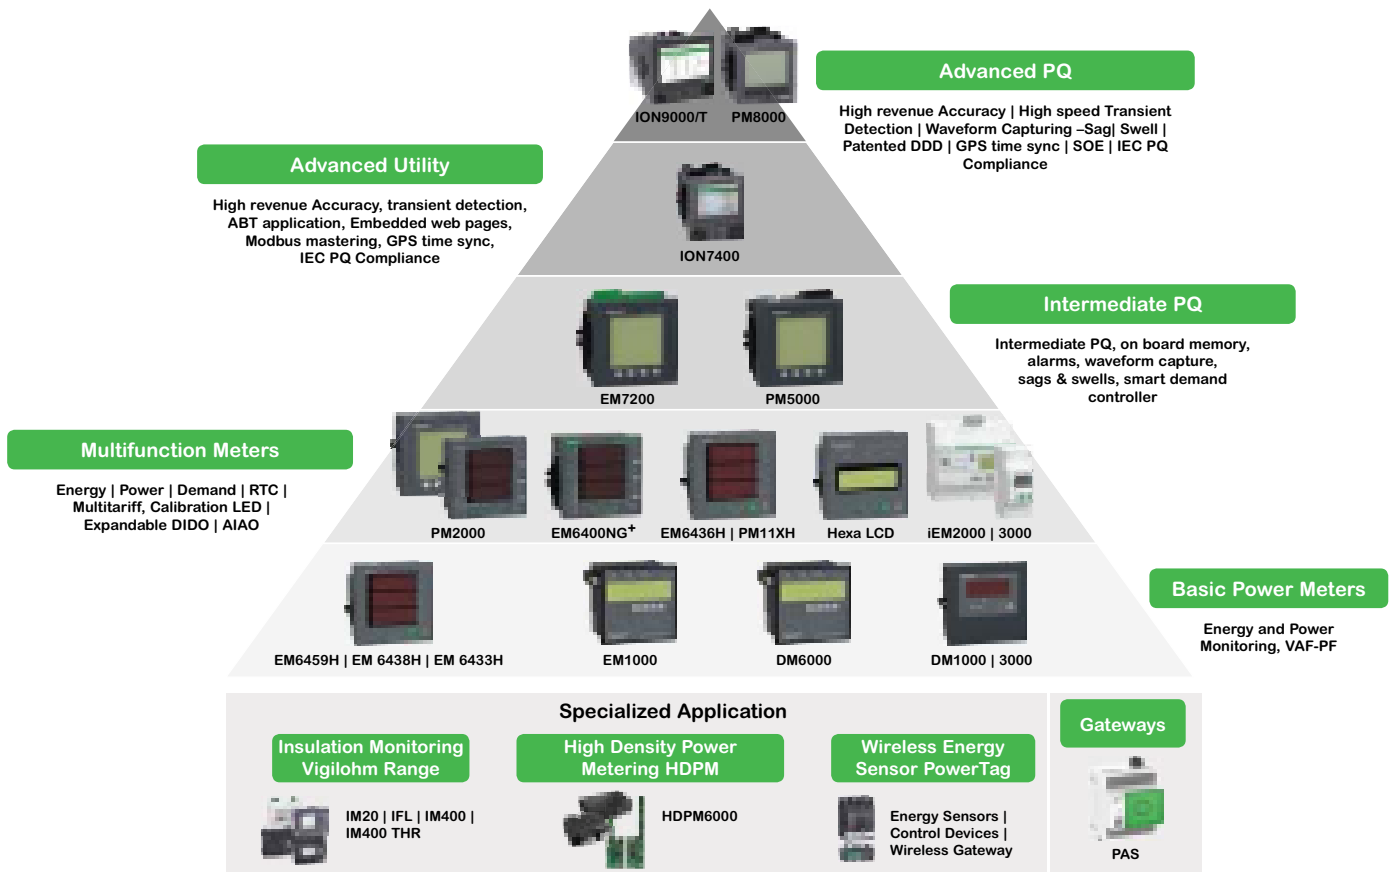 ION9000/T
PM8000
Advanced PQ
High revenue Accuracy | High speed Transient
Detection | Waveform Capturing –Sag| Swell |
Patented DDD | GPS time sync | SOE | IEC PQ
Compliance
Advanced Utility
High revenue Accuracy, transient detection,
ABT application, Embedded web pages,
Modbus mastering, GPS time sync,
IEC PQ Compliance
ION7400
Intermediate PQ
Intermediate PQ, on board memory,
alarms, waveform capture,
sags & swells, smart demand
controller
EM7200
PM5000
Multifunction Meters
Energy | Power | Demand | RTC |
Multitariff, Calibration LED |
Expandable DIDO | AIAO
PM2000
EM6400NG+
EM6436H | PM11XH
Hexa LCD
iEM2000 | 3000
Basic Power Meters
Energy and Power
Monitoring, VAF-PF
EM6459H | EM 6438H | EM 6433H
EM1000
DM6000
DM1000 | 3000
Specialized Application
Insulation Monitoring
Vigilohm Range
IM20 | IFL | IM400 |
IM400 THR
High Density Power
Metering HDPM
HDPM6000
Wireless Energy
Sensor PowerTag
Energy Sensors |
Control Devices |
Wireless Gateway
Gateways
PAS